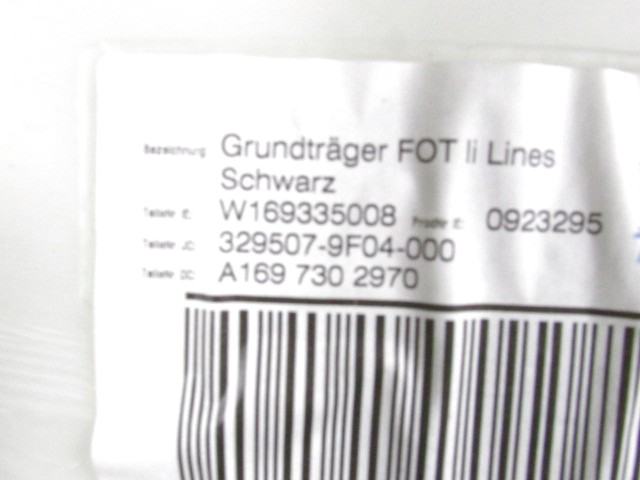 Bezeichnung Grundträger FOT li Lines
Schwarz
Teilenr E: W169335008 Prodnr E: 0923295
Teilenr JC: 329507-9F04-000
Teilenr DC: A169 730 2970